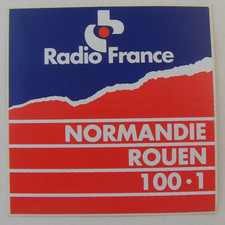 Radio France
NORMANDIE
ROUEN
100·1